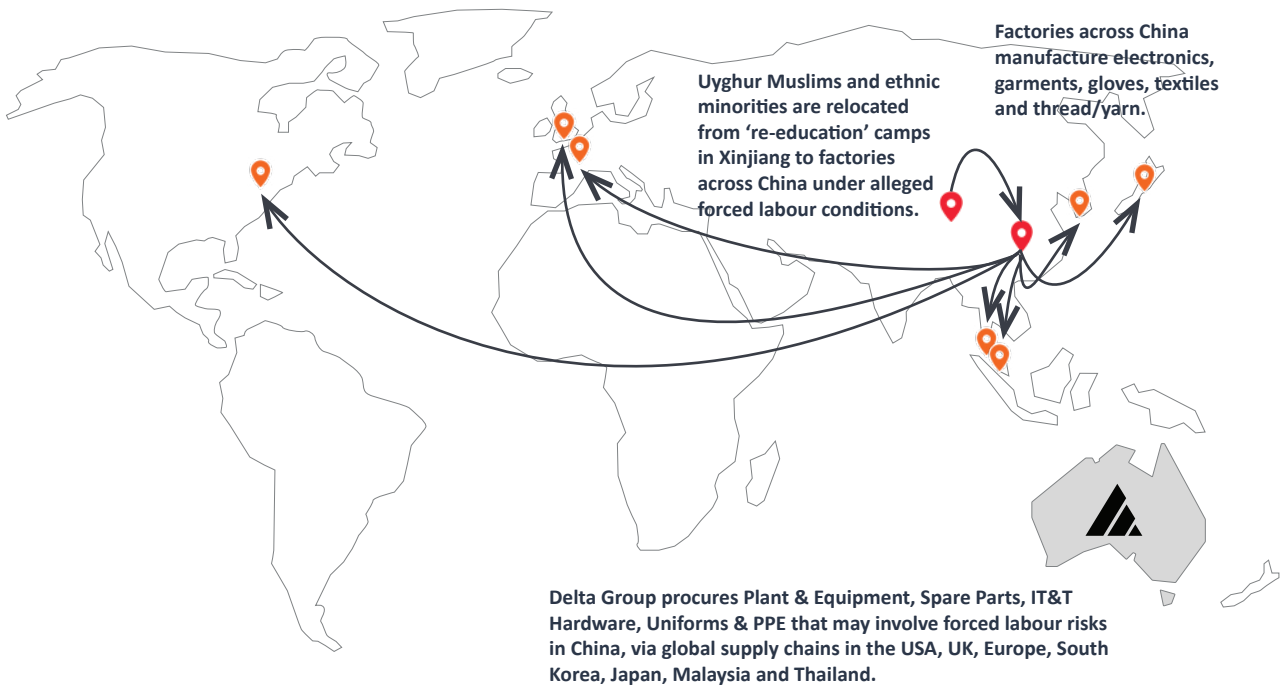 Factories across China
manufacture electronics,
garments, gloves, textiles
and thread/yarn.
Uyghur Muslims and ethnic
minorities are relocated
from ‘re-education’ camps
in Xinjiang to factories
across China under alleged
forced labour conditions.
Delta Group procures Plant & Equipment, Spare Parts, IT&T
Hardware, Uniforms & PPE that may involve forced labour risks
in China, via global supply chains in the USA, UK, Europe, South
Korea, Japan, Malaysia and Thailand.